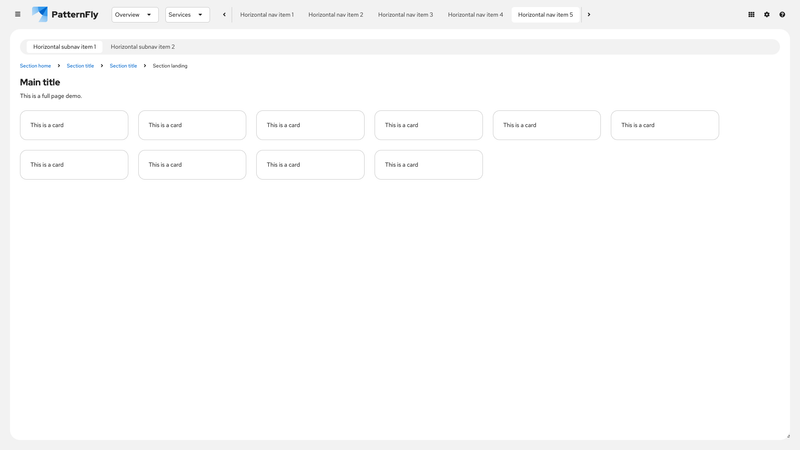 PatternFly Overview Services Horizontal nav item 1 Horizontal nav item 2 Horizontal nav item 3 Horizontal nav item 4 Horizontal nav item 5
Horizontal subnav item 1 Horizontal subnav item 2
Section home Section title Section title Section landing
Main title
This is a full page demo.
This is a card This is a card This is a card This is a card This is a card This is a card
This is a card This is a card This is a card This is a card